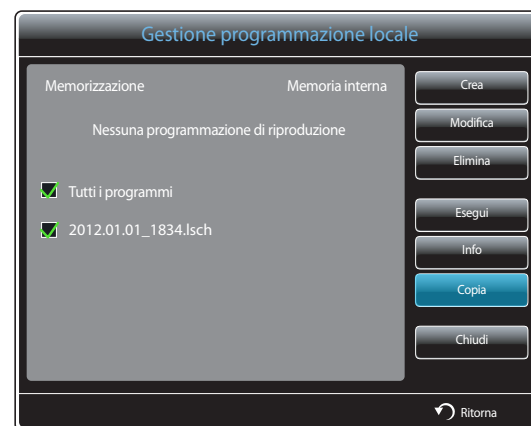 Gestione programmazione locale
Memorizzazione Memoria interna
Nessuna programmazione di riproduzione
Tutti i programmi
2012.01.01_1834.lsch
Crea
Modifica
Elimina
Esegui
Info
Copia
Chiudi
Ritorna